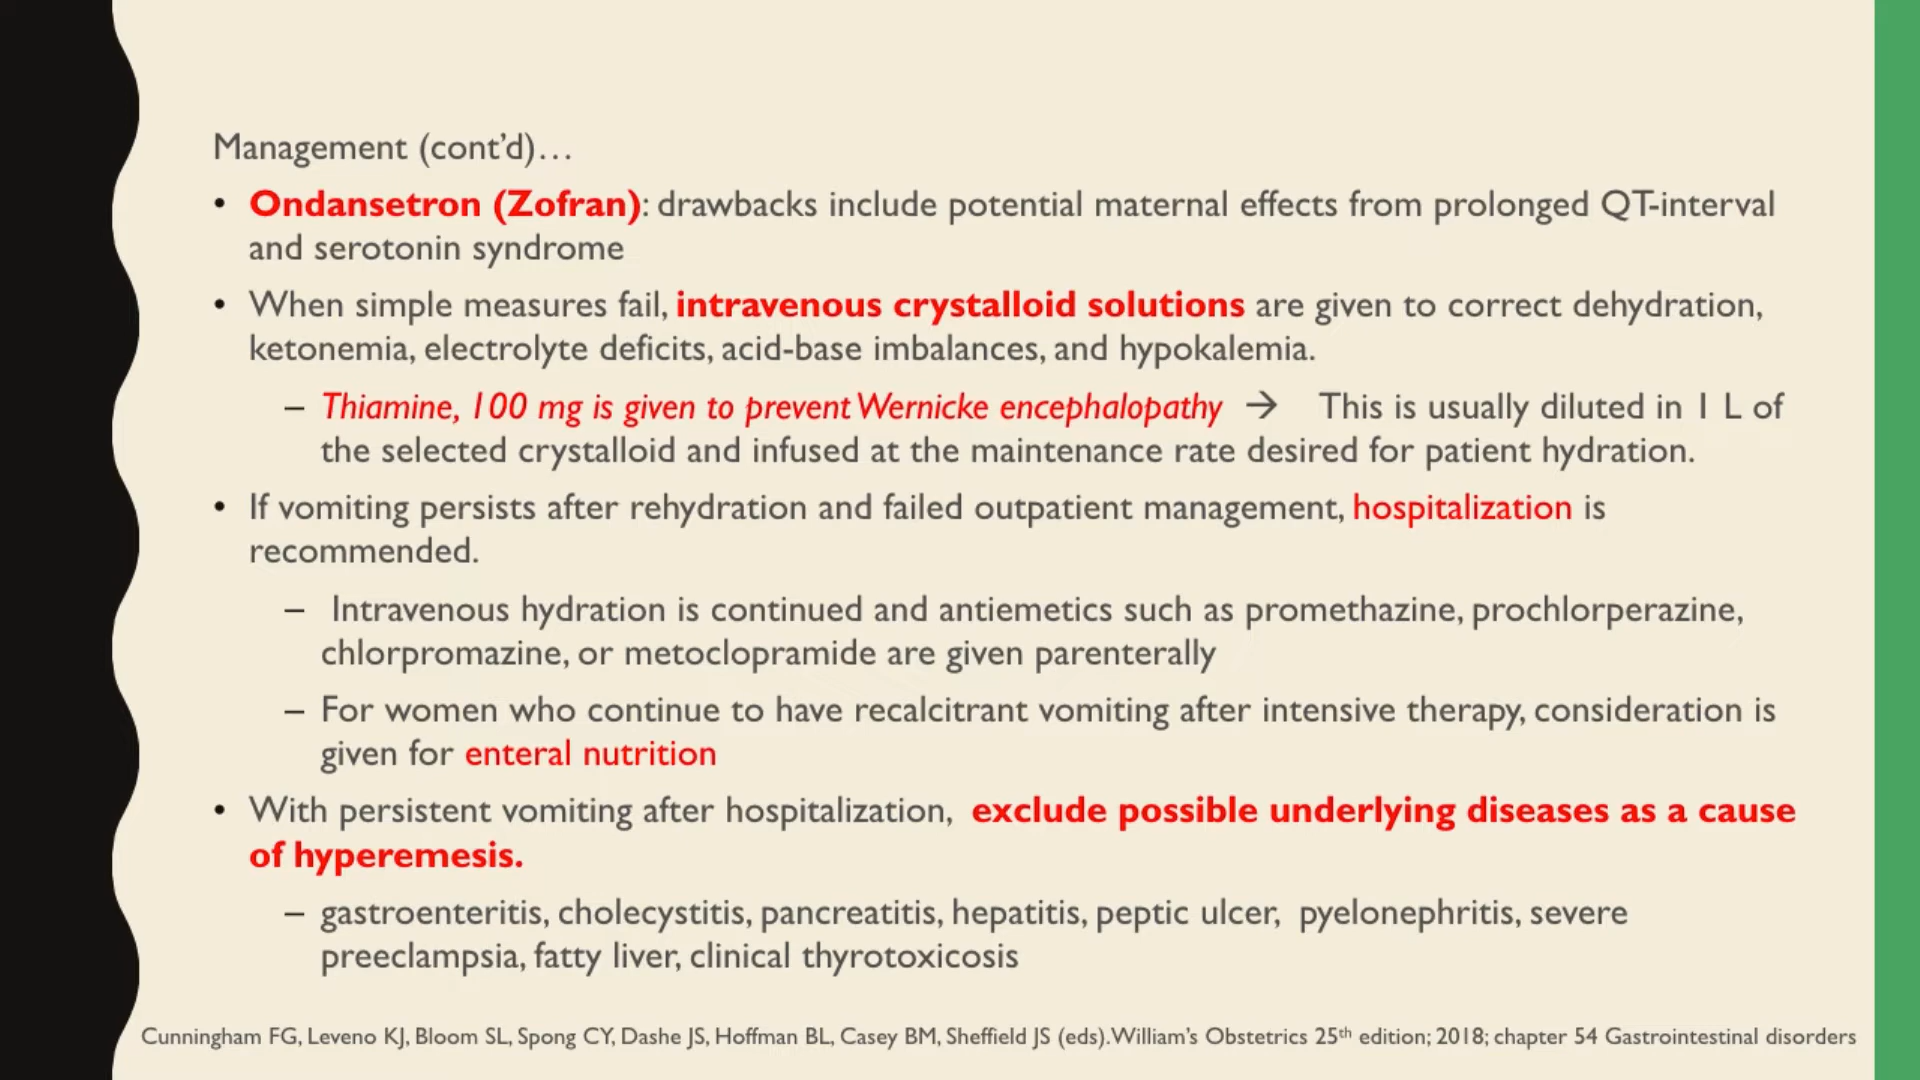 Management (cont'd)…
• Ondansetron (Zofran): drawbacks include potential maternal effects from prolonged QT-interval
and serotonin syndrome
• When simple measures fail, intravenous crystalloid solutions are given to correct dehydration,
ketonemia, electrolyte deficits, acid-base imbalances, and hypokalemia.
– Thiamine, 100 mg is given to prevent Wernicke encephalopathy → This is usually diluted in 1 L of
the selected crystalloid and infused at the maintenance rate desired for patient hydration.
• If vomiting persists after rehydration and failed outpatient management, hospitalization is
recommended.
– Intravenous hydration is continued and antiemetics such as promethazine, prochlorperazine,
chlorpromazine, or metoclopramide are given parenterally
– For women who continue to have recalcitrant vomiting after intensive therapy, consideration is
given for enteral nutrition
• With persistent vomiting after hospitalization, exclude possible underlying diseases as a cause
of hyperemesis.
– gastroenteritis, cholecystitis, pancreatitis, hepatitis, peptic ulcer, pyelonephritis, severe
preeclampsia, fatty liver, clinical thyrotoxicosis
Cunningham FG, Leveno KJ, Bloom SL, Spong CY, Dashe JS, Hoffman BL, Casey BM, Sheffield JS (eds).William's Obstetrics 25th edition; 2018; chapter 54 Gastrointestinal disorders